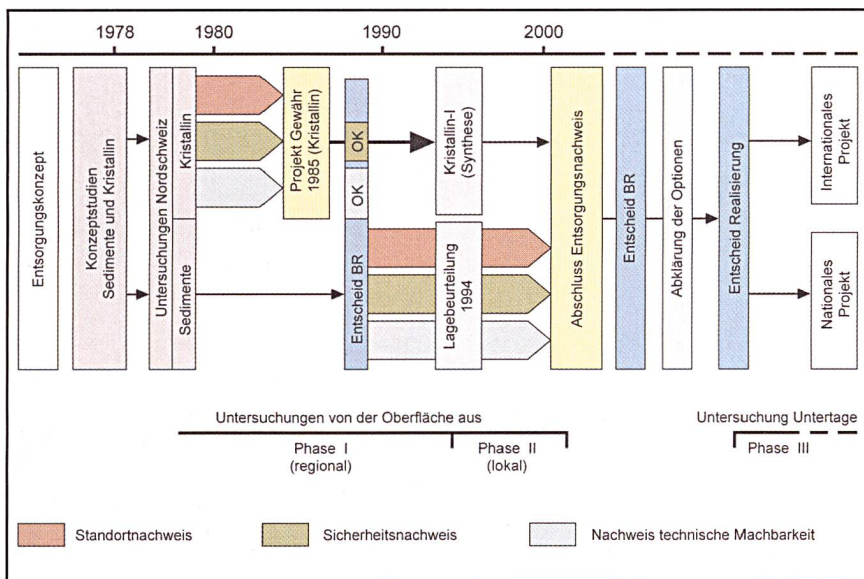 1978
1980
1990
2000
Entsorgungskonzept
Konzeptstudien
Sedimente und Kristallin
Untersuchungen Nordschweiz
Kristallin
Sedimente
Projekt Gewähr
1985 (Kristallin)
OK
OK
Entscheid BR
Kristallin-I
(Synthese)
Lagebeurteilung
1994
Abschluss Entsorgungsnachweis
Entscheid BR
Abklärung der Optionen
Entscheid Realisierung
Internationales
Projekt
Nationales
Projekt
Untersuchungen von der Oberfläche aus
Untersuchung Untertage
Phase I
(regional)
Phase II
(lokal)
Phase III
Standortnachweis
Sicherheitsnachweis
Nachweis technische Machbarkeit